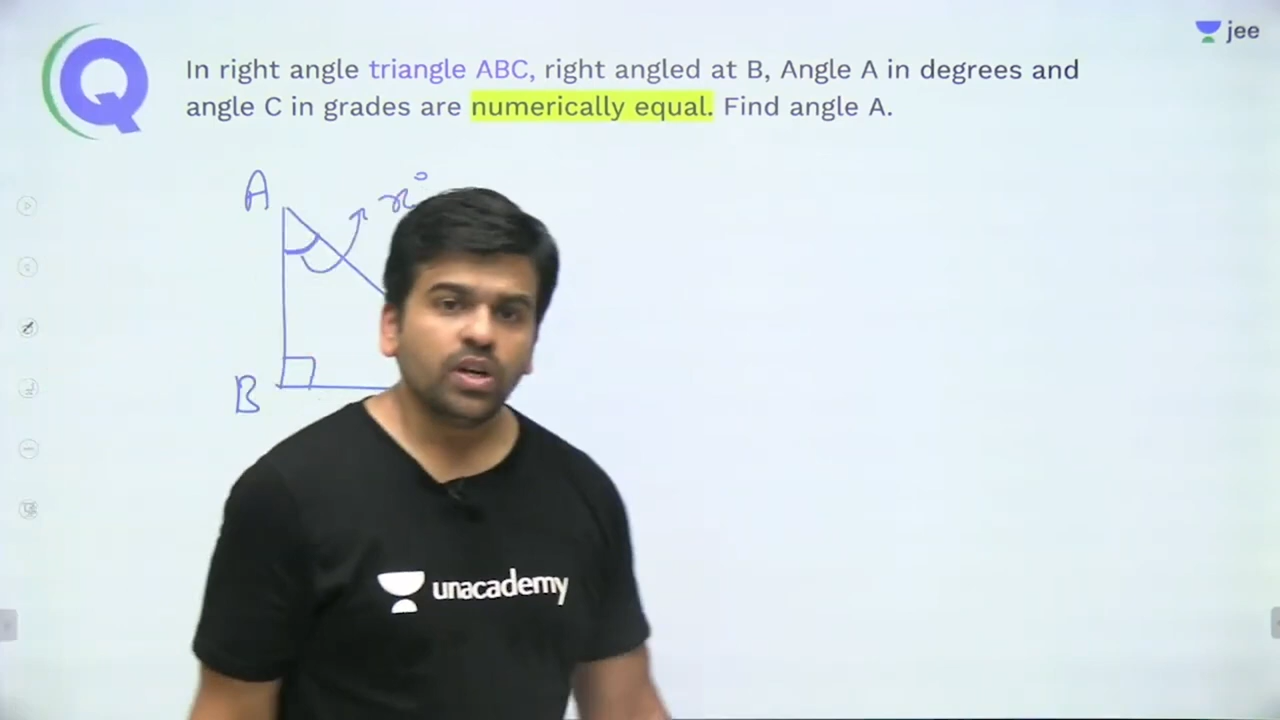 jee
Q
In right angle triangle ABC, right angled at B, Angle A in degrees and
angle C in grades are numerically equal. Find angle A.
A
x°
B
unacademy